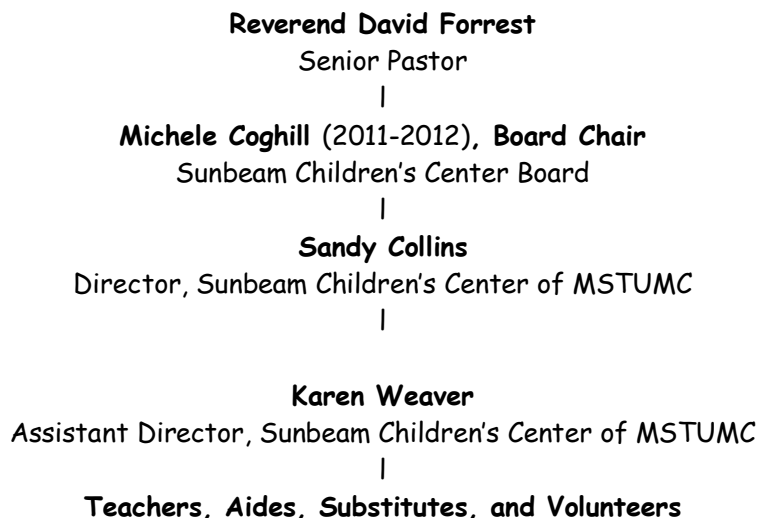 Reverend David Forrest
Senior Pastor
|
Michele Coghill (2011-2012), Board Chair
Sunbeam Children's Center Board
|
Sandy Collins
Director, Sunbeam Children's Center of MSTUMC
|
Karen Weaver
Assistant Director, Sunbeam Children's Center of MSTUMC
|
Teachers, Aides, Substitutes, and Volunteers